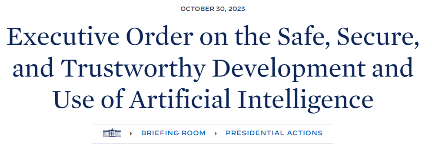 OCTOBER 30, 2023
Executive Order on the Safe, Secure,
and Trustworthy Development and
Use of Artificial Intelligence
BRIEFING ROOM › PRESIDENTIAL ACTIONS